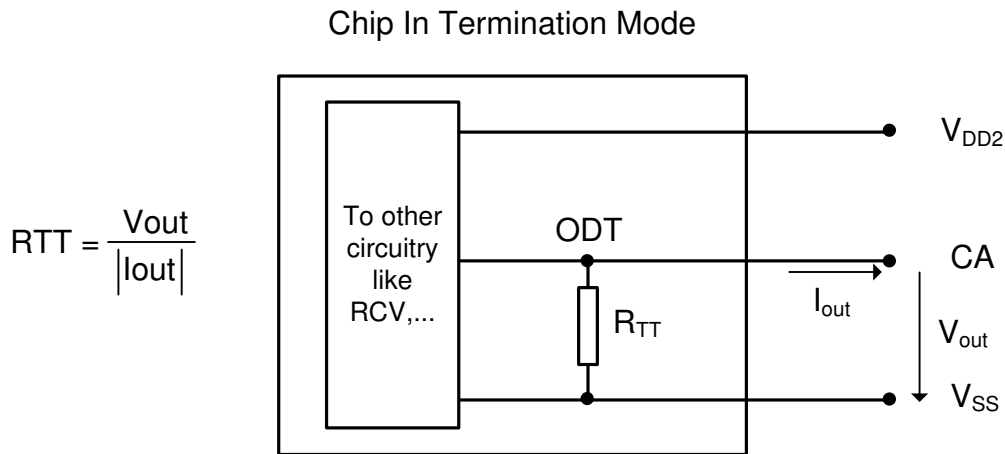 Chip In Termination Mode
RTT = Vout
|Iout|
To other
circuitry
like
RCV,...
ODT
RTT
VDD2
CA
Iout
Vout
VSS